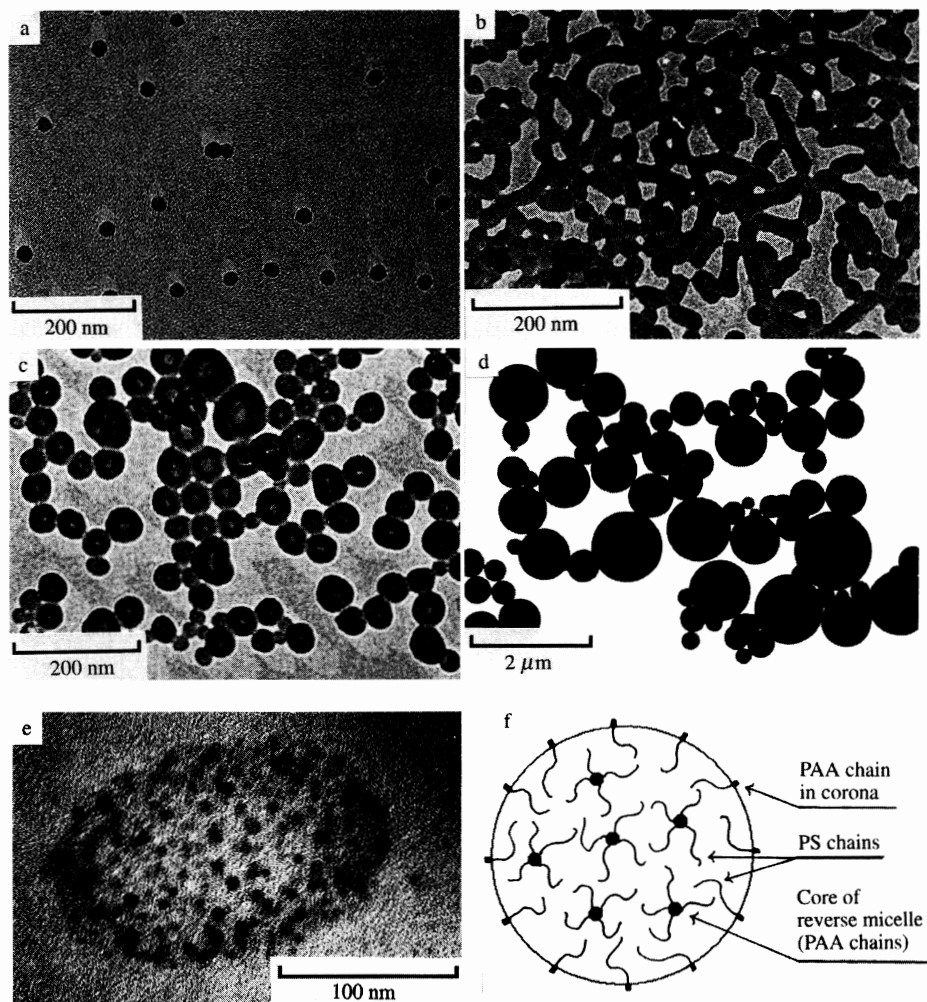 a
200 nm
b
200 nm
c
200 nm
d
2 μm
e
100 nm
f
PAA chain
in corona
PS chains
Core of
reverse micelle
(PAA chains)